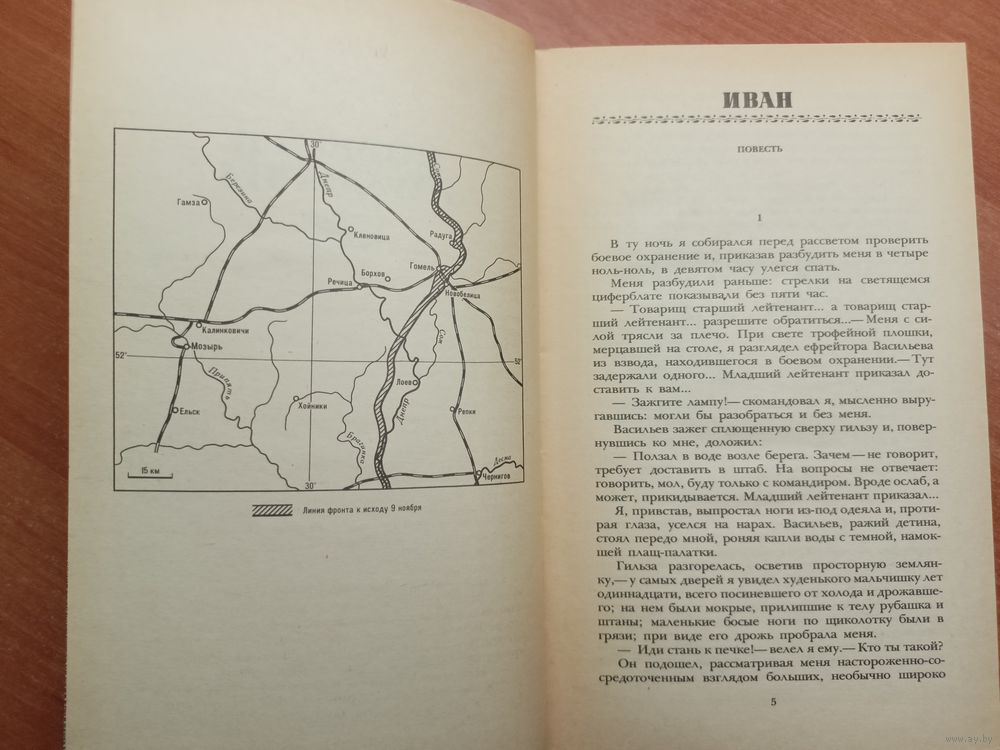 30'
Березина
Днепр
Сож
Гамза
Кленовица
Радуга
Гомель
Борхов
Речица
Новобелица
Калинковичи
Мозырь
52°
52°
Сож
Припять
Лоев
Хойники
Днепр
Ельск
Репки
Брагинка
Десна
15 км
30'
Чернигов
Линия фронта к исходу 9 ноября
ИВАН
ПОВЕСТЬ
1
В ту ночь я собирался перед рассветом проверить
боевое охранение и, приказав разбудить меня в четыре
ноль-ноль, в девятом часу улегся спать.
Меня разбудили раньше: стрелки на светящемся
циферблате показывали без пяти час.
— Товарищ старший лейтенант... а товарищ стар-
ший лейтенант... разрешите обратиться...— Меня с си-
лой трясли за плечо. При свете трофейной плошки,
мерцавшей на столе, я разглядел ефрейтора Васильева
из взвода, находившегося в боевом охранении.— Тут
задержали одного... Младший лейтенант приказал до-
ставить к вам...
— Зажгите лампу!— скомандовал я, мысленно выру-
гавшись: могли бы разобраться и без меня.
Васильев зажег сплющенную сверху гильзу и, повер-
нувшись ко мне, доложил:
— Ползал в воде возле берега. Зачем — не говорит,
требует доставить в штаб. На вопросы не отвечает:
говорить, мол, буду только с командиром. Вроде ослаб, а
может, прикидывается. Младший лейтенант приказал...
Я, привстав, выпростал ноги из-под одеяла и, проти-
рая глаза, уселся на нарах. Васильев, ражий детина,
стоял передо мной, роняя капли воды с темной, намок-
шей плащ-палатки.
Гильза разгорелась, осветив просторную землян-
ку,— у самых дверей я увидел худенького мальчишку лет
одиннадцати, всего посиневшего от холода и дрожавше-
го; на нем были мокрые, прилипшие к телу рубашка и
штаны; маленькие босые ноги по щиколотку были в
грязи; при виде его дрожь пробрала меня.
— Иди стань к печке!— велел я ему.— Кто ты такой?
Он подошел, рассматривая меня настороженно-со-
средоточенным взглядом больших, необычно широко
5
www.ay.by